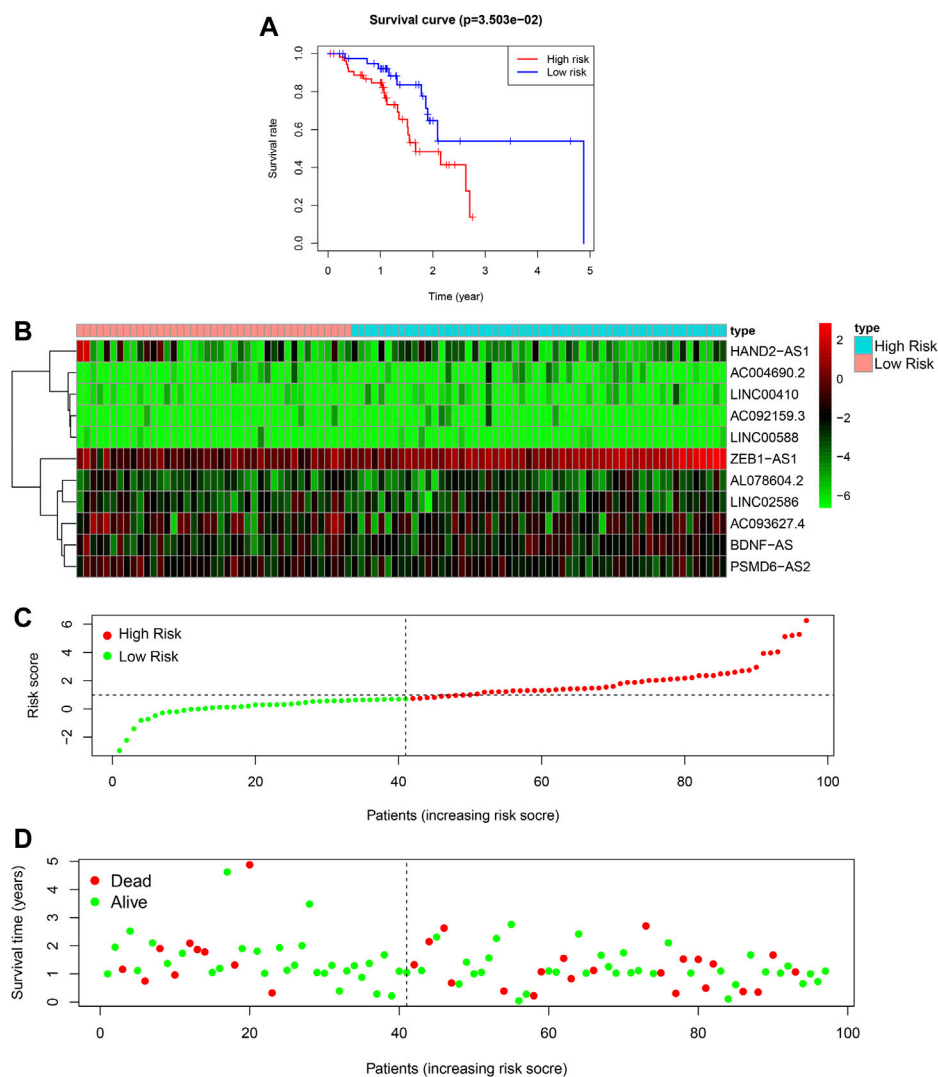 A
Survival curve (p=3.503e−02)
High risk
Low risk
Survival rate
1.0
0.8
0.6
0.4
0.2
0.0
0 1 2 3 4 5
Time (year)
B
type
HAND2−AS1
AC004690.2
LINC00410
AC092159.3
LINC00588
ZEB1−AS1
AL078604.2
LINC02586
AC093627.4
BDNF−AS
PSMD6−AS2
2
0
−2
−4
−6
type
High Risk
Low Risk
C
High Risk
Low Risk
Risk score
6
4
2
0
−2
0 20 40 60 80 100
Patients (increasing risk socre)
D
Dead
Alive
Survival time (years)
5
4
3
2
1
0
0 20 40 60 80 100
Patients (increasing risk socre)